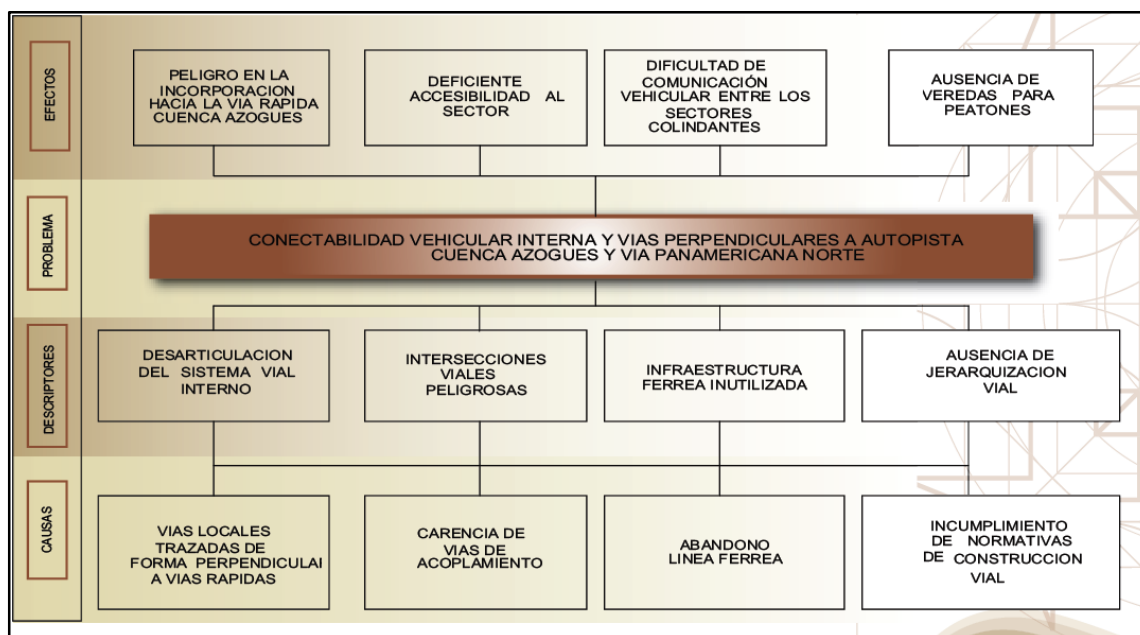 EFECTOS
PELIGRO EN LA
INCORPORACION
HACIA LA VIA RAPIDA
CUENCA AZOGUES
DEFICIENTE
ACCESIBILIDAD AL
SECTOR
DIFICULTAD DE
COMUNICACIÓN
VEHICULAR ENTRE LOS
SECTORES
COLINDANTES
AUSENCIA DE
VEREDAS PARA
PEATONES
PROBLEMA
CONECTABILIDAD VEHICULAR INTERNA Y VIAS PERPENDICULARES A AUTOPISTA
CUENCA AZOGUES Y VIA PANAMERICANA NORTE
DESCRIPTORES
DESARTICULACION
DEL SISTEMA VIAL
INTERNO
INTERSECCIONES
VIALES
PELIGROSAS
INFRAESTRUCTURA
FERREA INUTILIZADA
AUSENCIA DE
JERARQUIZACION
VIAL
CAUSAS
VIAS LOCALES
TRAZADAS DE
FORMA PERPENDICULAI
A VIAS RAPIDAS
CARENCIA DE
VIAS DE
ACOPLAMIENTO
ABANDONO
LINEA FERREA
INCUMPLIMIENTO
DE NORMATIVAS
DE CONSTRUCCION
VIAL